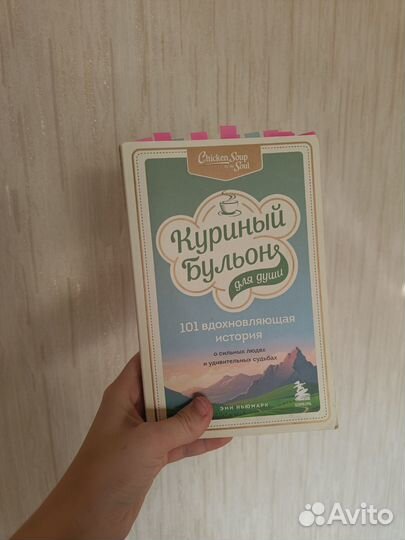 Chicken Soup
for the
Soul
Куриный
Бульон
для души
101 вдохновляющая
история
о сильных людях
и удивительных судьбах
ЭМИ НЬЮМАРК
Avito